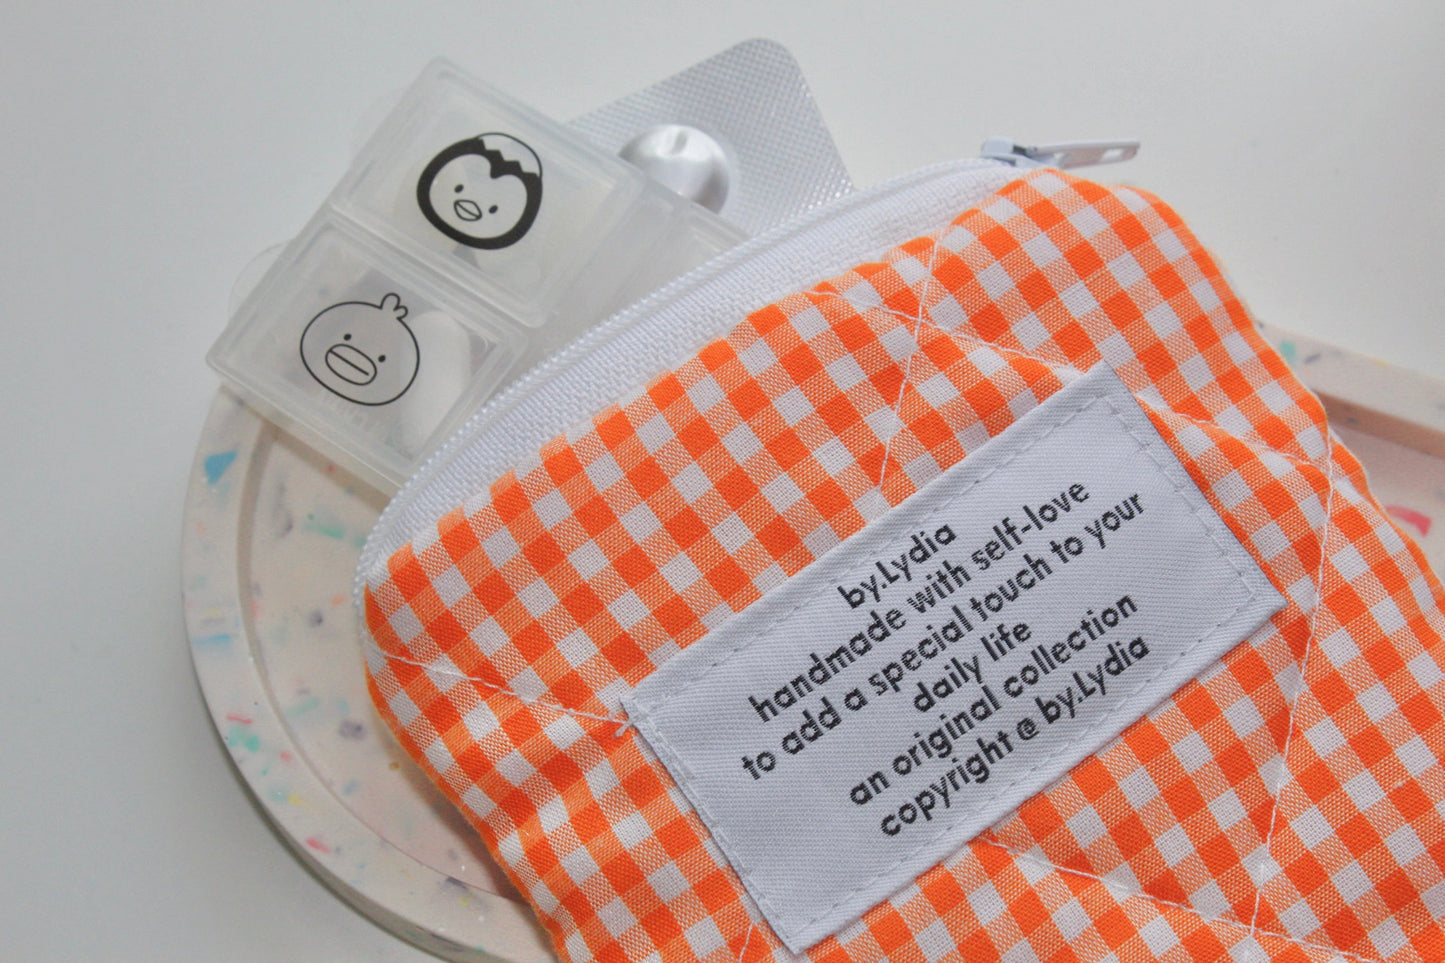 by.Lydia
handmade with self-love
to add a special touch to your
daily life
an original collection
copyright @ by.Lydia